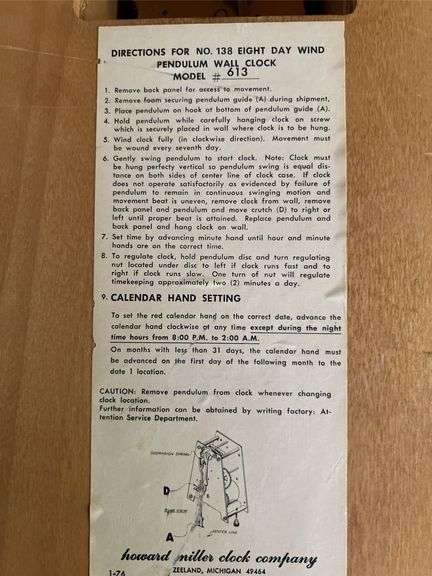 DIRECTIONS FOR NO. 138 EIGHT DAY WIND
PENDULUM WALL CLOCK
MODEL # 613
1. Remove back panel for access to movement.
2. Remove foam securing pendulum guide (A) during shipment.
3. Place pendulum on hook at bottom of pendulum guide (A).
4. Hold pendulum while carefully hanging clock on screw
which is securely placed in wall where clock is to be hung.
5. Wind clock fully (in clockwise direction). Movement must
be wound every seventh day.
6. Gently swing pendulum to start clock. Note: Clock must
be hung perfectly vertical so pendulum swing is equal dis-
tance on both sides of center line of clock case. If clock
does not operate satisfactorily as evidenced by failure of
pendulum to remain in continuous swinging motion and
movement beat is uneven, remove clock from wall, remove
back panel and pendulum and move crutch (D) to right or
left until proper beat is attained. Replace pendulum and
back panel and hang clock on wall.
7. Set time by advancing minute hand until hour and minute
hands are on the correct time.
8. To regulate clock, hold pendulum disc and turn regulating
nut located under disc to left if clock runs fast and to
right if clock runs slow. One turn of nut will regulate
timekeeping approximately two (2) minutes a day.
9. CALENDAR HAND SETTING
To set the red calendar hand on the correct date, advance the
calendar hand clockwise at any time except during the night
time hours from 8:00 P.M. to 2:00 A.M.
On months with less than 31 days, the calendar hand must
be advanced on the first day of the following month to the
date 1 location.
CAUTION: Remove pendulum from clock whenever changing
clock location.
Further information can be obtained by writing factory: At-
tention Service Department.
SUSPENSION SPRING
D
A
CENTER LINE
howard miller clock company
1-76 ZEELAND, MICHIGAN 49464